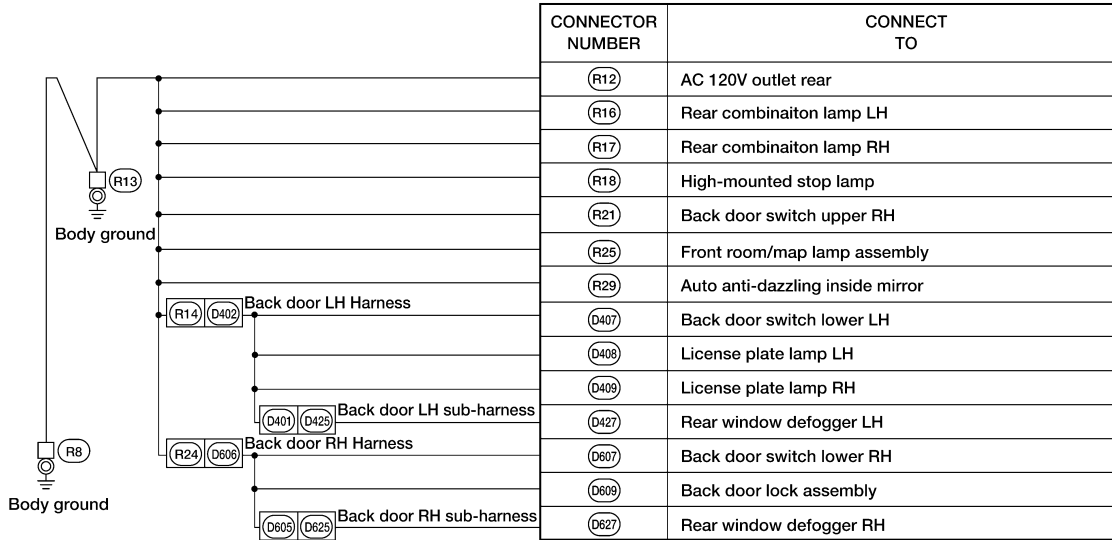 CONNECTOR
NUMBER
CONNECT
TO
R12 AC 120V outlet rear
R16 Rear combinaiton lamp LH
R17 Rear combinaiton lamp RH
R13
R18 High-mounted stop lamp
R21 Back door switch upper RH
Body ground
R25 Front room/map lamp assembly
R29 Auto anti-dazzling inside mirror
Back door LH Harness
R14 D402
D407 Back door switch lower LH
D408 License plate lamp LH
D409 License plate lamp RH
Back door LH sub-harness
D401 D425
D427 Rear window defogger LH
Back door RH Harness
R8
R24 D606
D607 Back door switch lower RH
D609 Back door lock assembly
Body ground
Back door RH sub-harness
D605 D625
D627 Rear window defogger RH